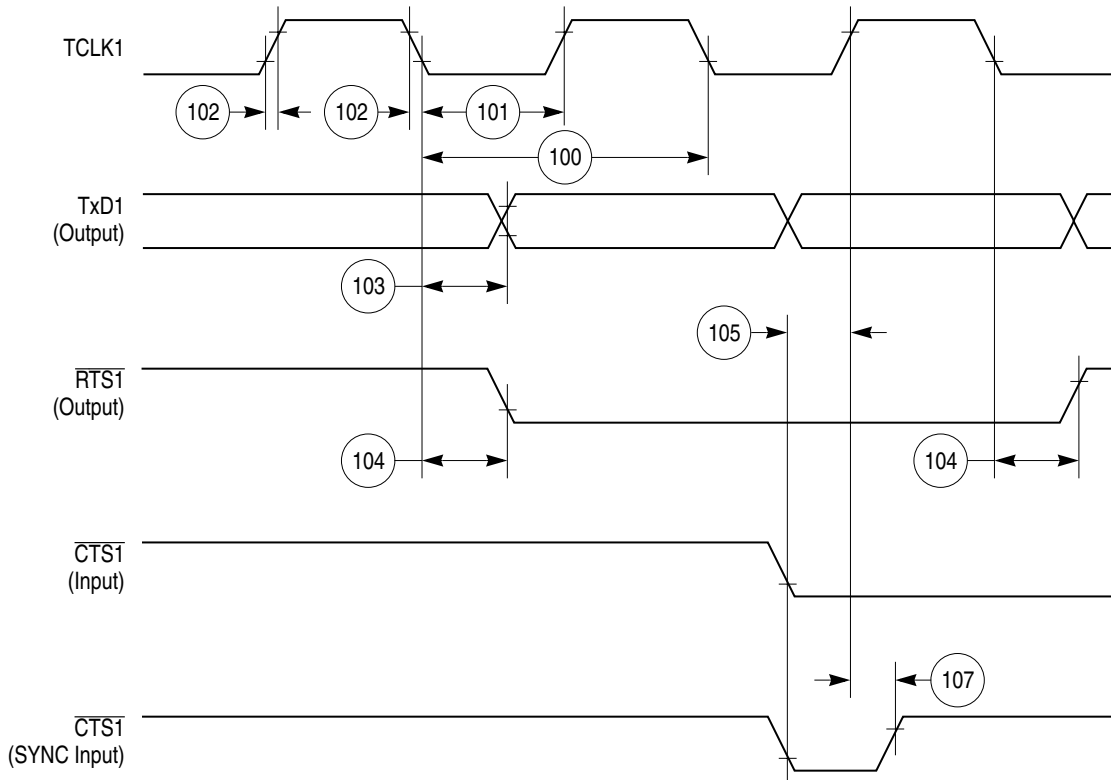 TCLK1
102
102
101
100
TxD1
(Output)
103
105
RTS1
(Output)
104
104
CTS1
(Input)
107
CTS1
(SYNC Input)